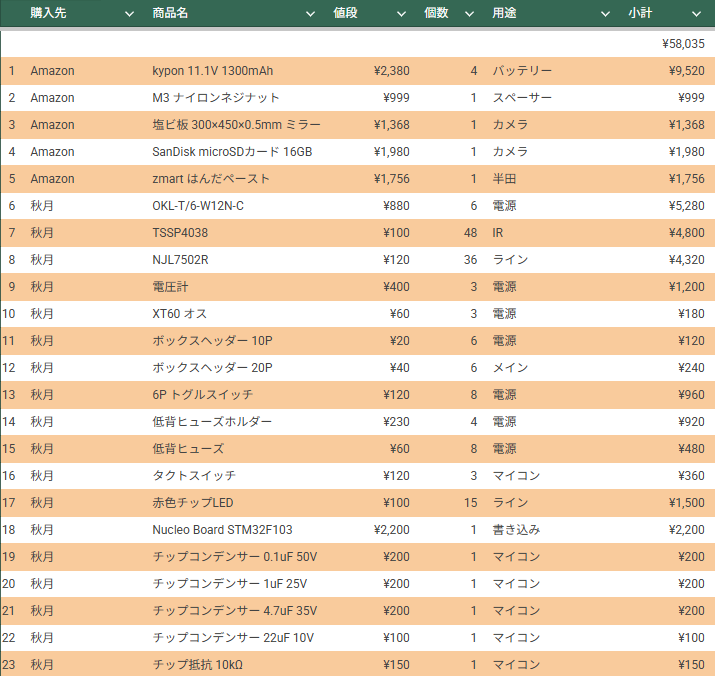 購入先 商品名 値段 個数 用途 小計
¥58,035
1 Amazon kypon 11.1V 1300mAh ¥2,380 4 バッテリー ¥9,520
2 Amazon M3 ナイロンネジナット ¥999 1 スペーサー ¥999
3 Amazon 塩ビ板 300×450×0.5mm ミラー ¥1,368 1 カメラ ¥1,368
4 Amazon SanDisk microSDカード 16GB ¥1,980 1 カメラ ¥1,980
5 Amazon zmart はんだペースト ¥1,756 1 半田 ¥1,756
6 秋月 OKL-T/6-W12N-C ¥880 6 電源 ¥5,280
7 秋月 TSSP4038 ¥100 48 IR ¥4,800
8 秋月 NJL7502R ¥120 36 ライン ¥4,320
9 秋月 電圧計 ¥400 3 電源 ¥1,200
10 秋月 XT60 オス ¥60 3 電源 ¥180
11 秋月 ボックスヘッダー 10P ¥20 6 電源 ¥120
12 秋月 ボックスヘッダー 20P ¥40 6 メイン ¥240
13 秋月 6P トグルスイッチ ¥120 8 電源 ¥960
14 秋月 低背ヒューズホルダー ¥230 4 電源 ¥920
15 秋月 低背ヒューズ ¥60 8 電源 ¥480
16 秋月 タクトスイッチ ¥120 3 マイコン ¥360
17 秋月 赤色チップLED ¥100 15 ライン ¥1,500
18 秋月 Nucleo Board STM32F103 ¥2,200 1 書き込み ¥2,200
19 秋月 チップコンデンサー 0.1uF 50V ¥200 1 マイコン ¥200
20 秋月 チップコンデンサー 1uF 25V ¥200 1 マイコン ¥200
21 秋月 チップコンデンサー 4.7uF 35V ¥200 1 マイコン ¥200
22 秋月 チップコンデンサー 22uF 10V ¥100 1 マイコン ¥100
23 秋月 チップ抵抗 10kΩ ¥150 1 マイコン ¥150